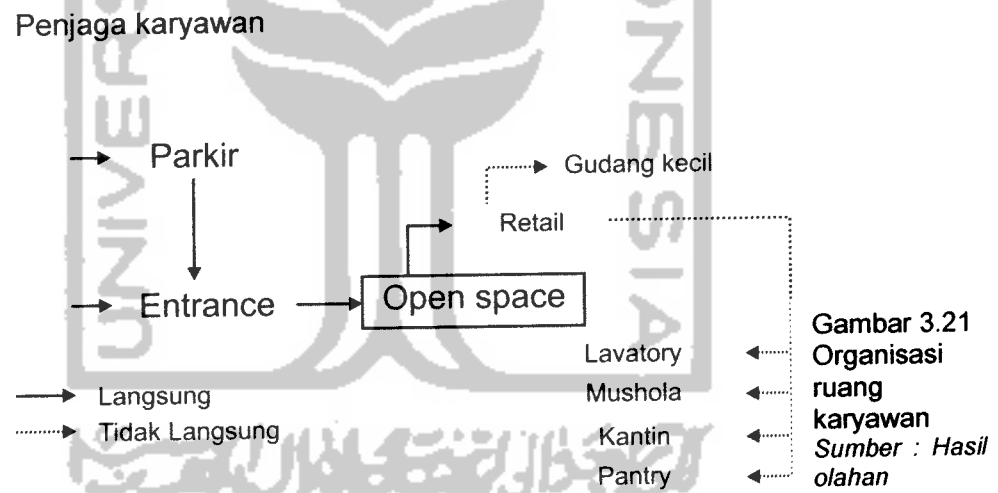 Penjaga karyawan
Parkir
Gudang kecil
Retail
Entrance
Open space
Lavatory
Mushola
Kantin
Pantry
Langsung
Tidak Langsung
Gambar 3.21
Organisasi
ruang
karyawan
Sumber : Hasil
olahan